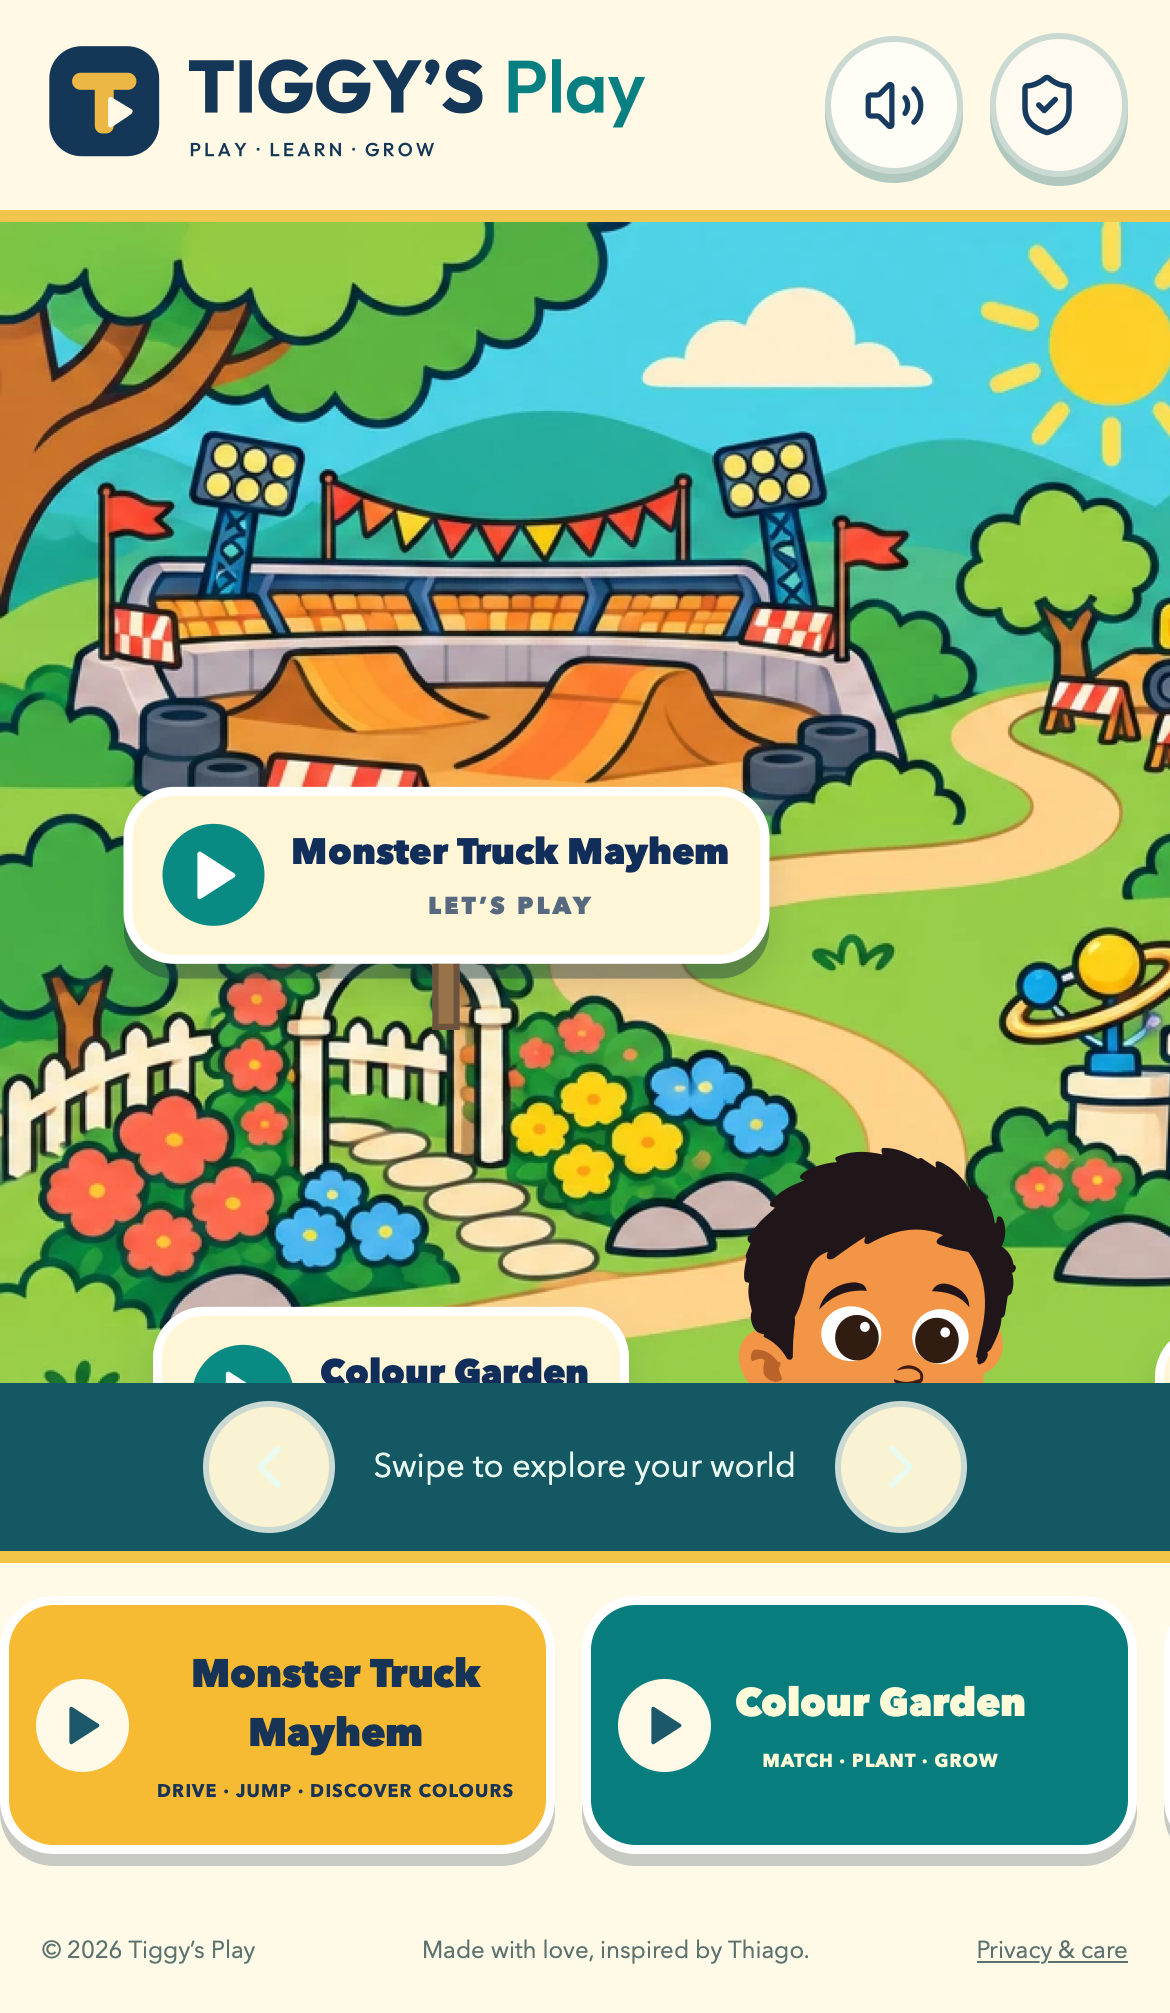 TIGGY’S Play
PLAY · LEARN · GROW
Monster Truck Mayhem
LET’S PLAY
Colour Garden
Swipe to explore your world
Monster Truck
Mayhem
DRIVE · JUMP · DISCOVER COLOURS
Colour Garden
MATCH · PLANT · GROW
© 2026 Tiggy’s Play
Made with love, inspired by Thiago.
Privacy & care